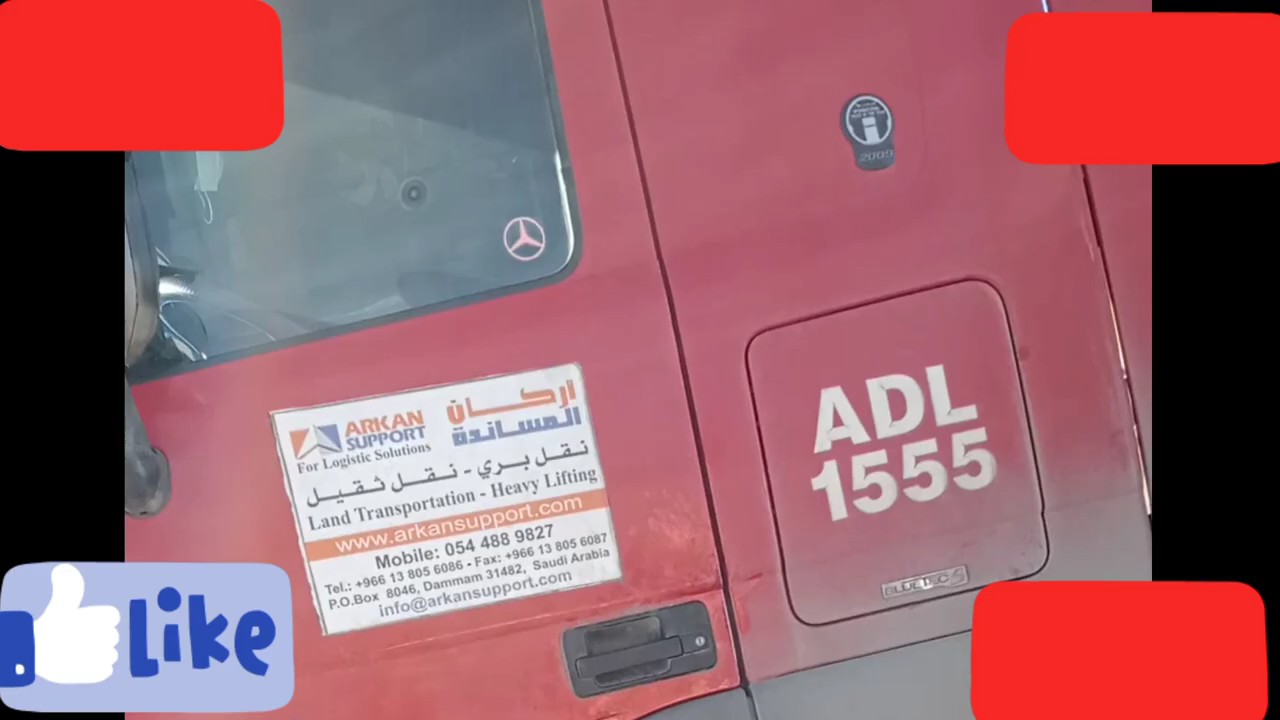 2009
ARKAN
SUPPORT
For Logistic Solutions
اركان
المساندة
نقل بري - نقل ثقيل
Land Transportation - Heavy Lifting
www.arkansupport.com
Mobile: 054 488 9827
Tel.: +966 13 805 6086 - Fax: +966 13 805 6087
P.O.Box 8046, Dammam 31482, Saudi Arabia
info@arkansupport.com
ADL
1555
BLUETEC 5
Like